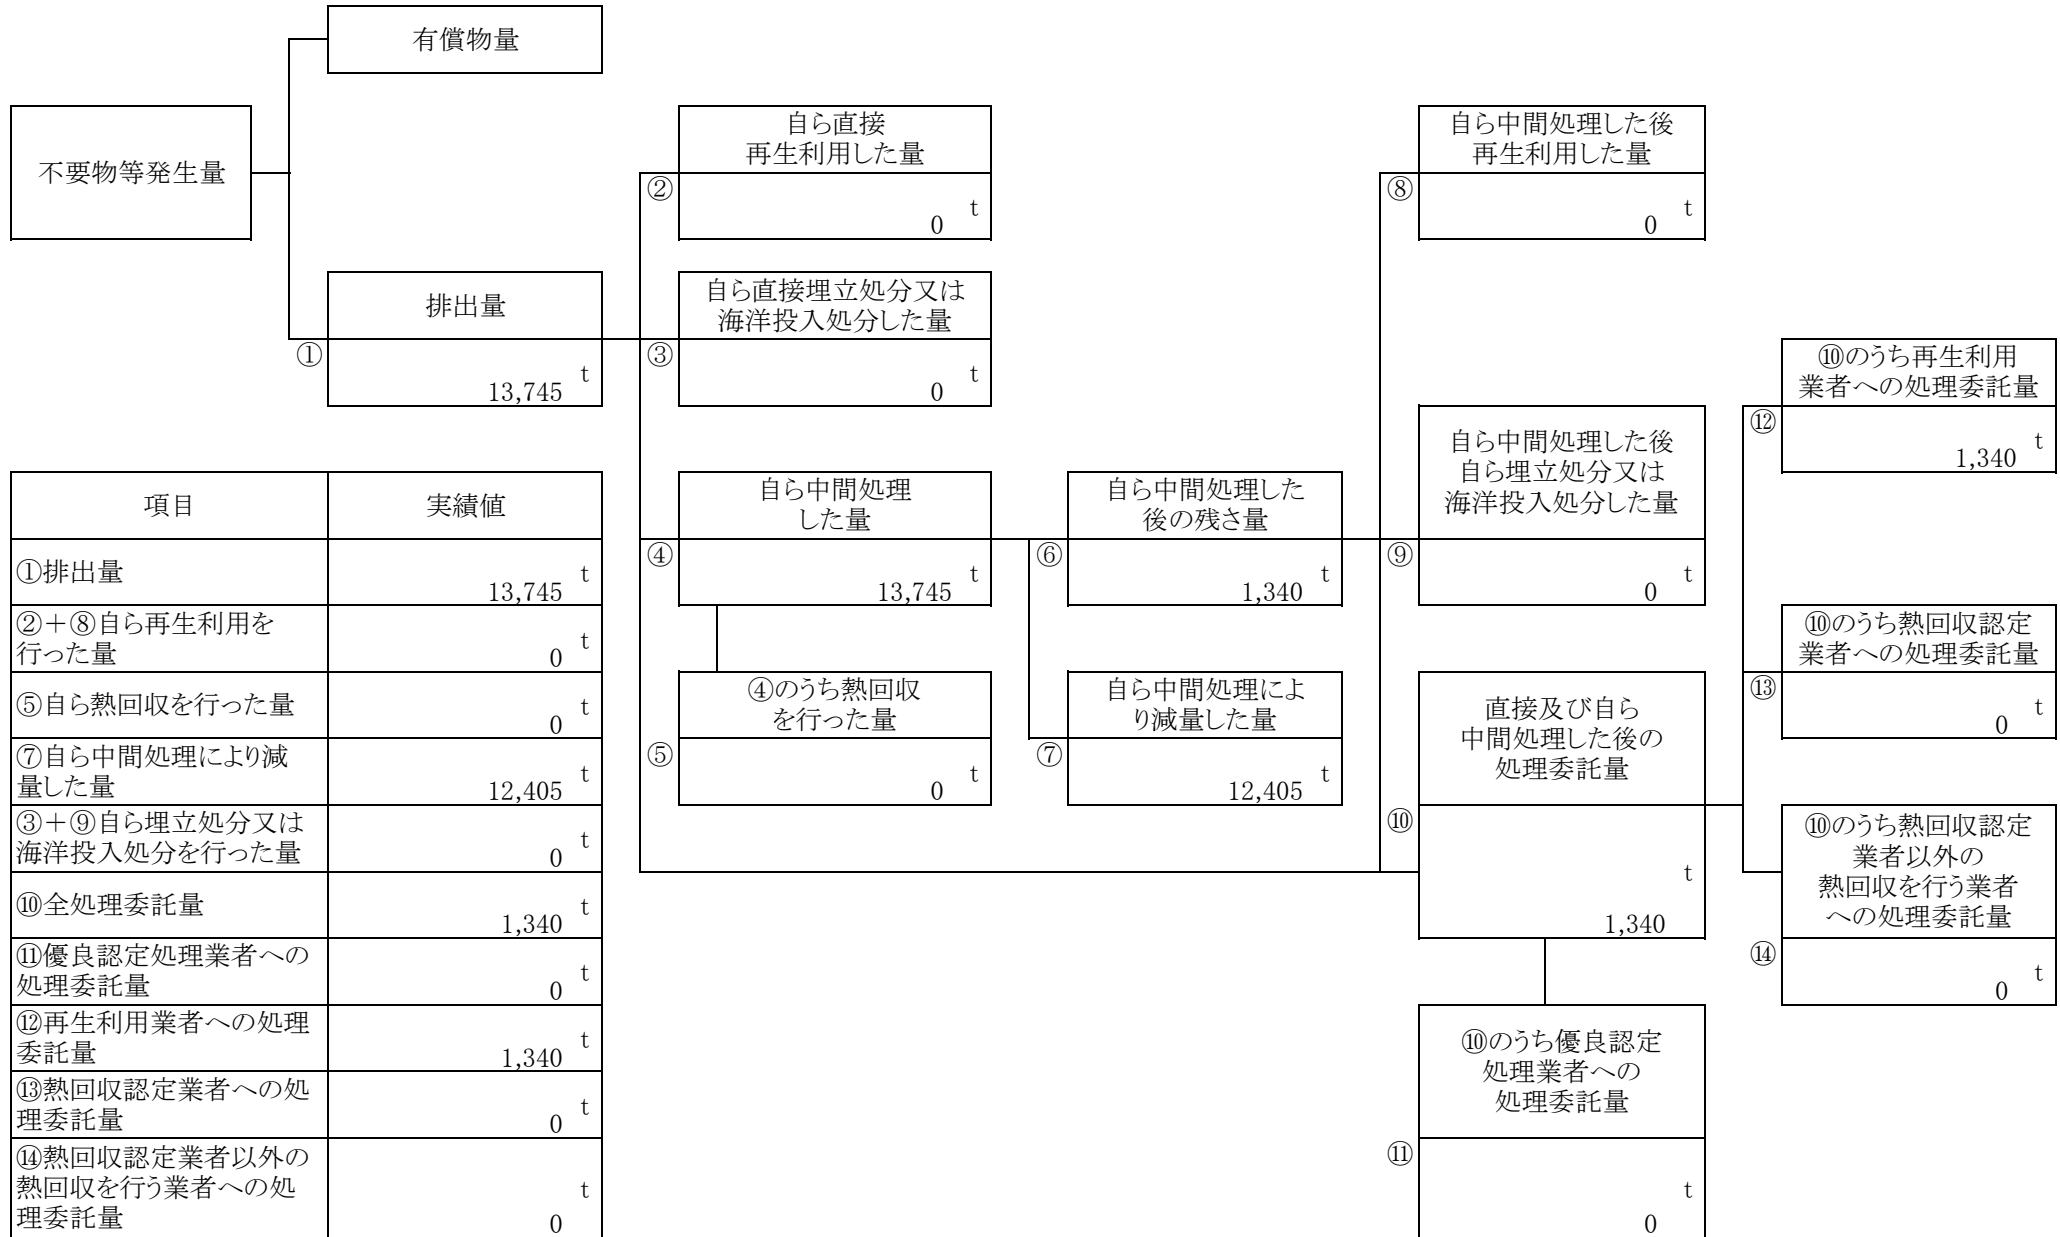 有償物量
不要物等発生量
排出量
①
t
13,745
自ら直接
再生利用した量
②
t
0
自ら直接埋立処分又は
海洋投入処分した量
③
t
0
自ら中間処理
した量
④
t
13,745
④のうち熱回収
を行った量
⑤
t
0
自ら中間処理した
後の残さ量
⑥
t
1,340
自ら中間処理によ
り減量した量
⑦
t
12,405
自ら中間処理した後
再生利用した量
⑧
t
0
自ら中間処理した後
自ら埋立処分又は
海洋投入処分した量
⑨
t
0
直接及び自ら
中間処理した後の
処理委託量
⑩
t
1,340
⑩のうち優良認定
処理業者への
処理委託量
⑪
t
0
⑩のうち再生利用
業者への処理委託量
⑫
t
1,340
⑩のうち熱回収認定
業者への処理委託量
⑬
t
0
⑩のうち熱回収認定
業者以外の
熱回収を行う業者
への処理委託量
⑭
t
0
項目
実績値
①排出量
t
13,745
②＋⑧自ら再生利用を
行った量
t
0
⑤自ら熱回収を行った量
t
0
⑦自ら中間処理により減
量した量
t
12,405
③＋⑨自ら埋立処分又は
海洋投入処分を行った量
t
0
⑩全処理委託量
t
1,340
⑪優良認定処理業者への
処理委託量
t
0
⑫再生利用業者への処理
委託量
t
1,340
⑬熱回収認定業者への処
理委託量
t
0
⑭熱回収認定業者以外の
熱回収を行う業者への処
理委託量
t
0